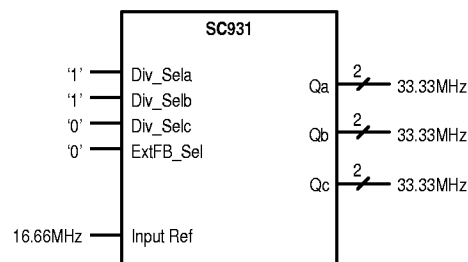 SC931
'1' Div_Sela
'1' Div_Selb
'0' Div_Selc
'0' ExtFB_Sel
16.66MHz Input Ref
Qa 2 33.33MHz
Qb 2 33.33MHz
Qc 2 33.33MHz